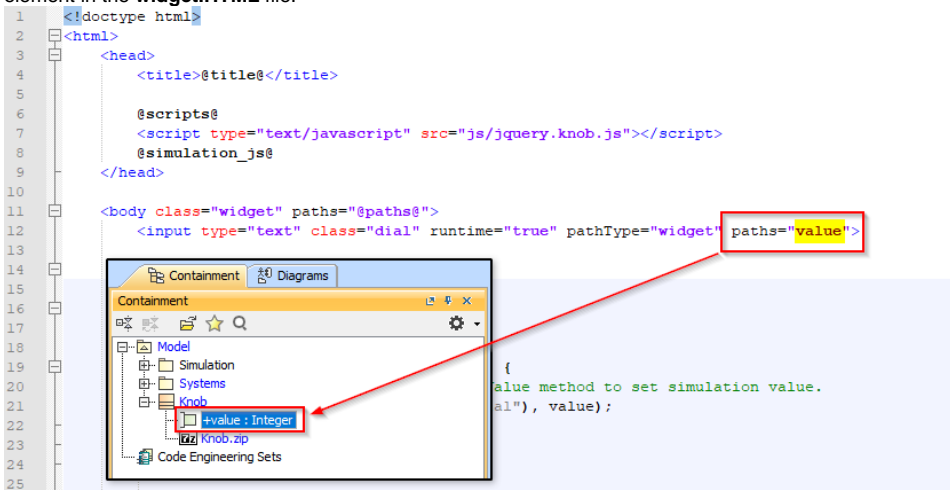 element in the widget.HTML file.
1 <!doctype html>
2 <html>
3 <head>
4 <title>@title@</title>
5
6 @scripts@
7 <script type="text/javascript" src="js/jquery.knob.js"></script>
8 @simulation_js@
9 </head>
10
11 <body class="widget" paths="@paths@">
12 <input type="text" class="dial" runtime="true" pathType="widget" paths="value">
13
14
15
16
17
18
19 {
20 alue method to set simulation value.
21 al"), value);
22
23
24
25
Containment Diagrams
Containment
Model
Simulation
Systems
Knob
+value : Integer
Knob.zip
Code Engineering Sets